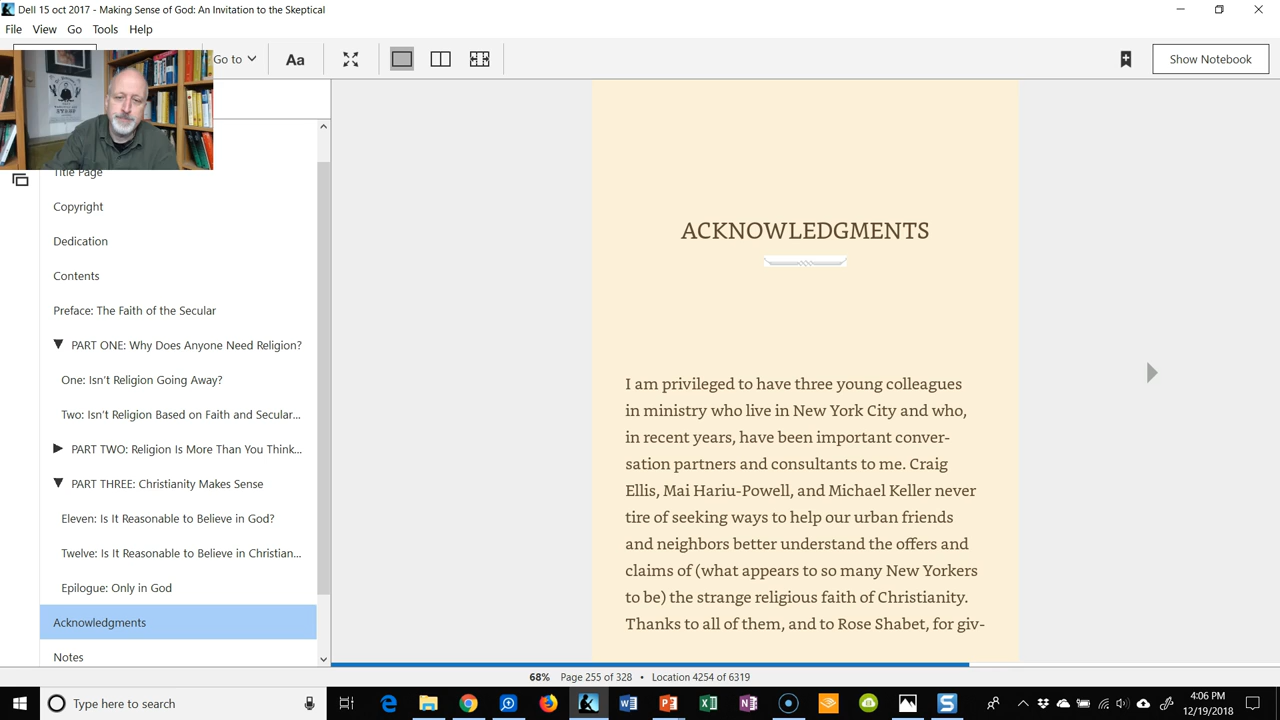 Dell 15 oct 2017 - Making Sense of God: An Invitation to the Skeptical
File View Go Tools Help
Go to
Aa
Show Notebook
Title Page
Copyright
Dedication
Contents
Preface: The Faith of the Secular
PART ONE: Why Does Anyone Need Religion?
One: Isn't Religion Going Away?
Two: Isn't Religion Based on Faith and Secular...
PART TWO: Religion Is More Than You Think...
PART THREE: Christianity Makes Sense
Eleven: Is It Reasonable to Believe in God?
Twelve: Is It Reasonable to Believe in Christian...
Epilogue: Only in God
Acknowledgments
Notes
ACKNOWLEDGMENTS
I am privileged to have three young colleagues
in ministry who live in New York City and who,
in recent years, have been important conver-
sation partners and consultants to me. Craig
Ellis, Mai Hariu-Powell, and Michael Keller never
tire of seeking ways to help our urban friends
and neighbors better understand the offers and
claims of (what appears to so many New Yorkers
to be) the strange religious faith of Christianity.
Thanks to all of them, and to Rose Shabet, for giv-
68% Page 255 of 328 • Location 4254 of 6319
Type here to search
4:06 PM
12/19/2018